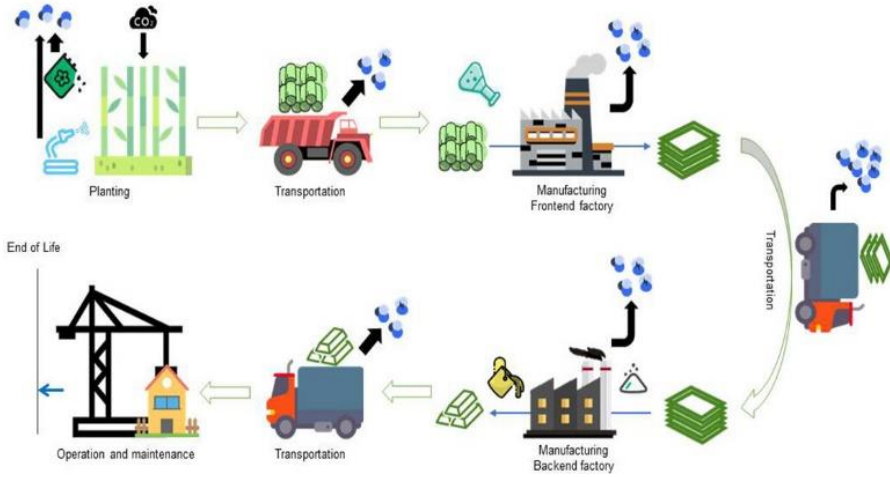 CO₂
Planting
Transportation
Manufacturing
Frontend factory
Transportation
End of Life
Operation and maintenance
Transportation
Manufacturing
Backend factory